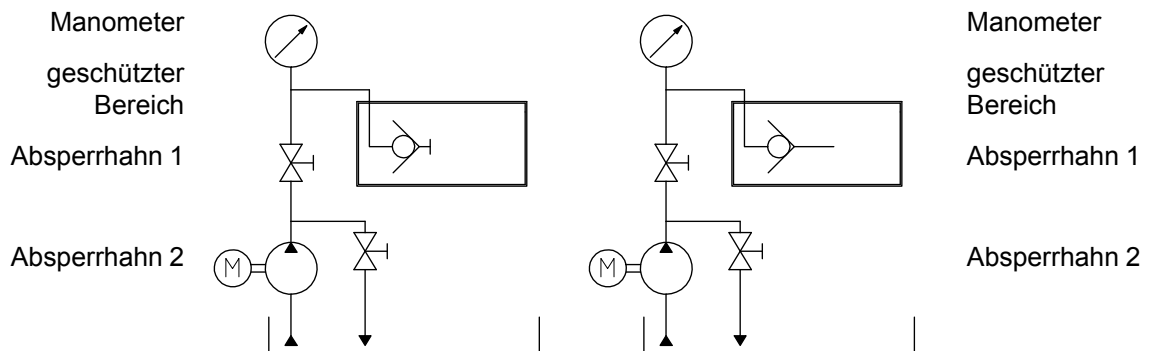 Manometer
geschützter
Bereich
Absperrhahn 1
Absperrhahn 2
M
M
Manometer
geschützter
Bereich
Absperrhahn 1
Absperrhahn 2